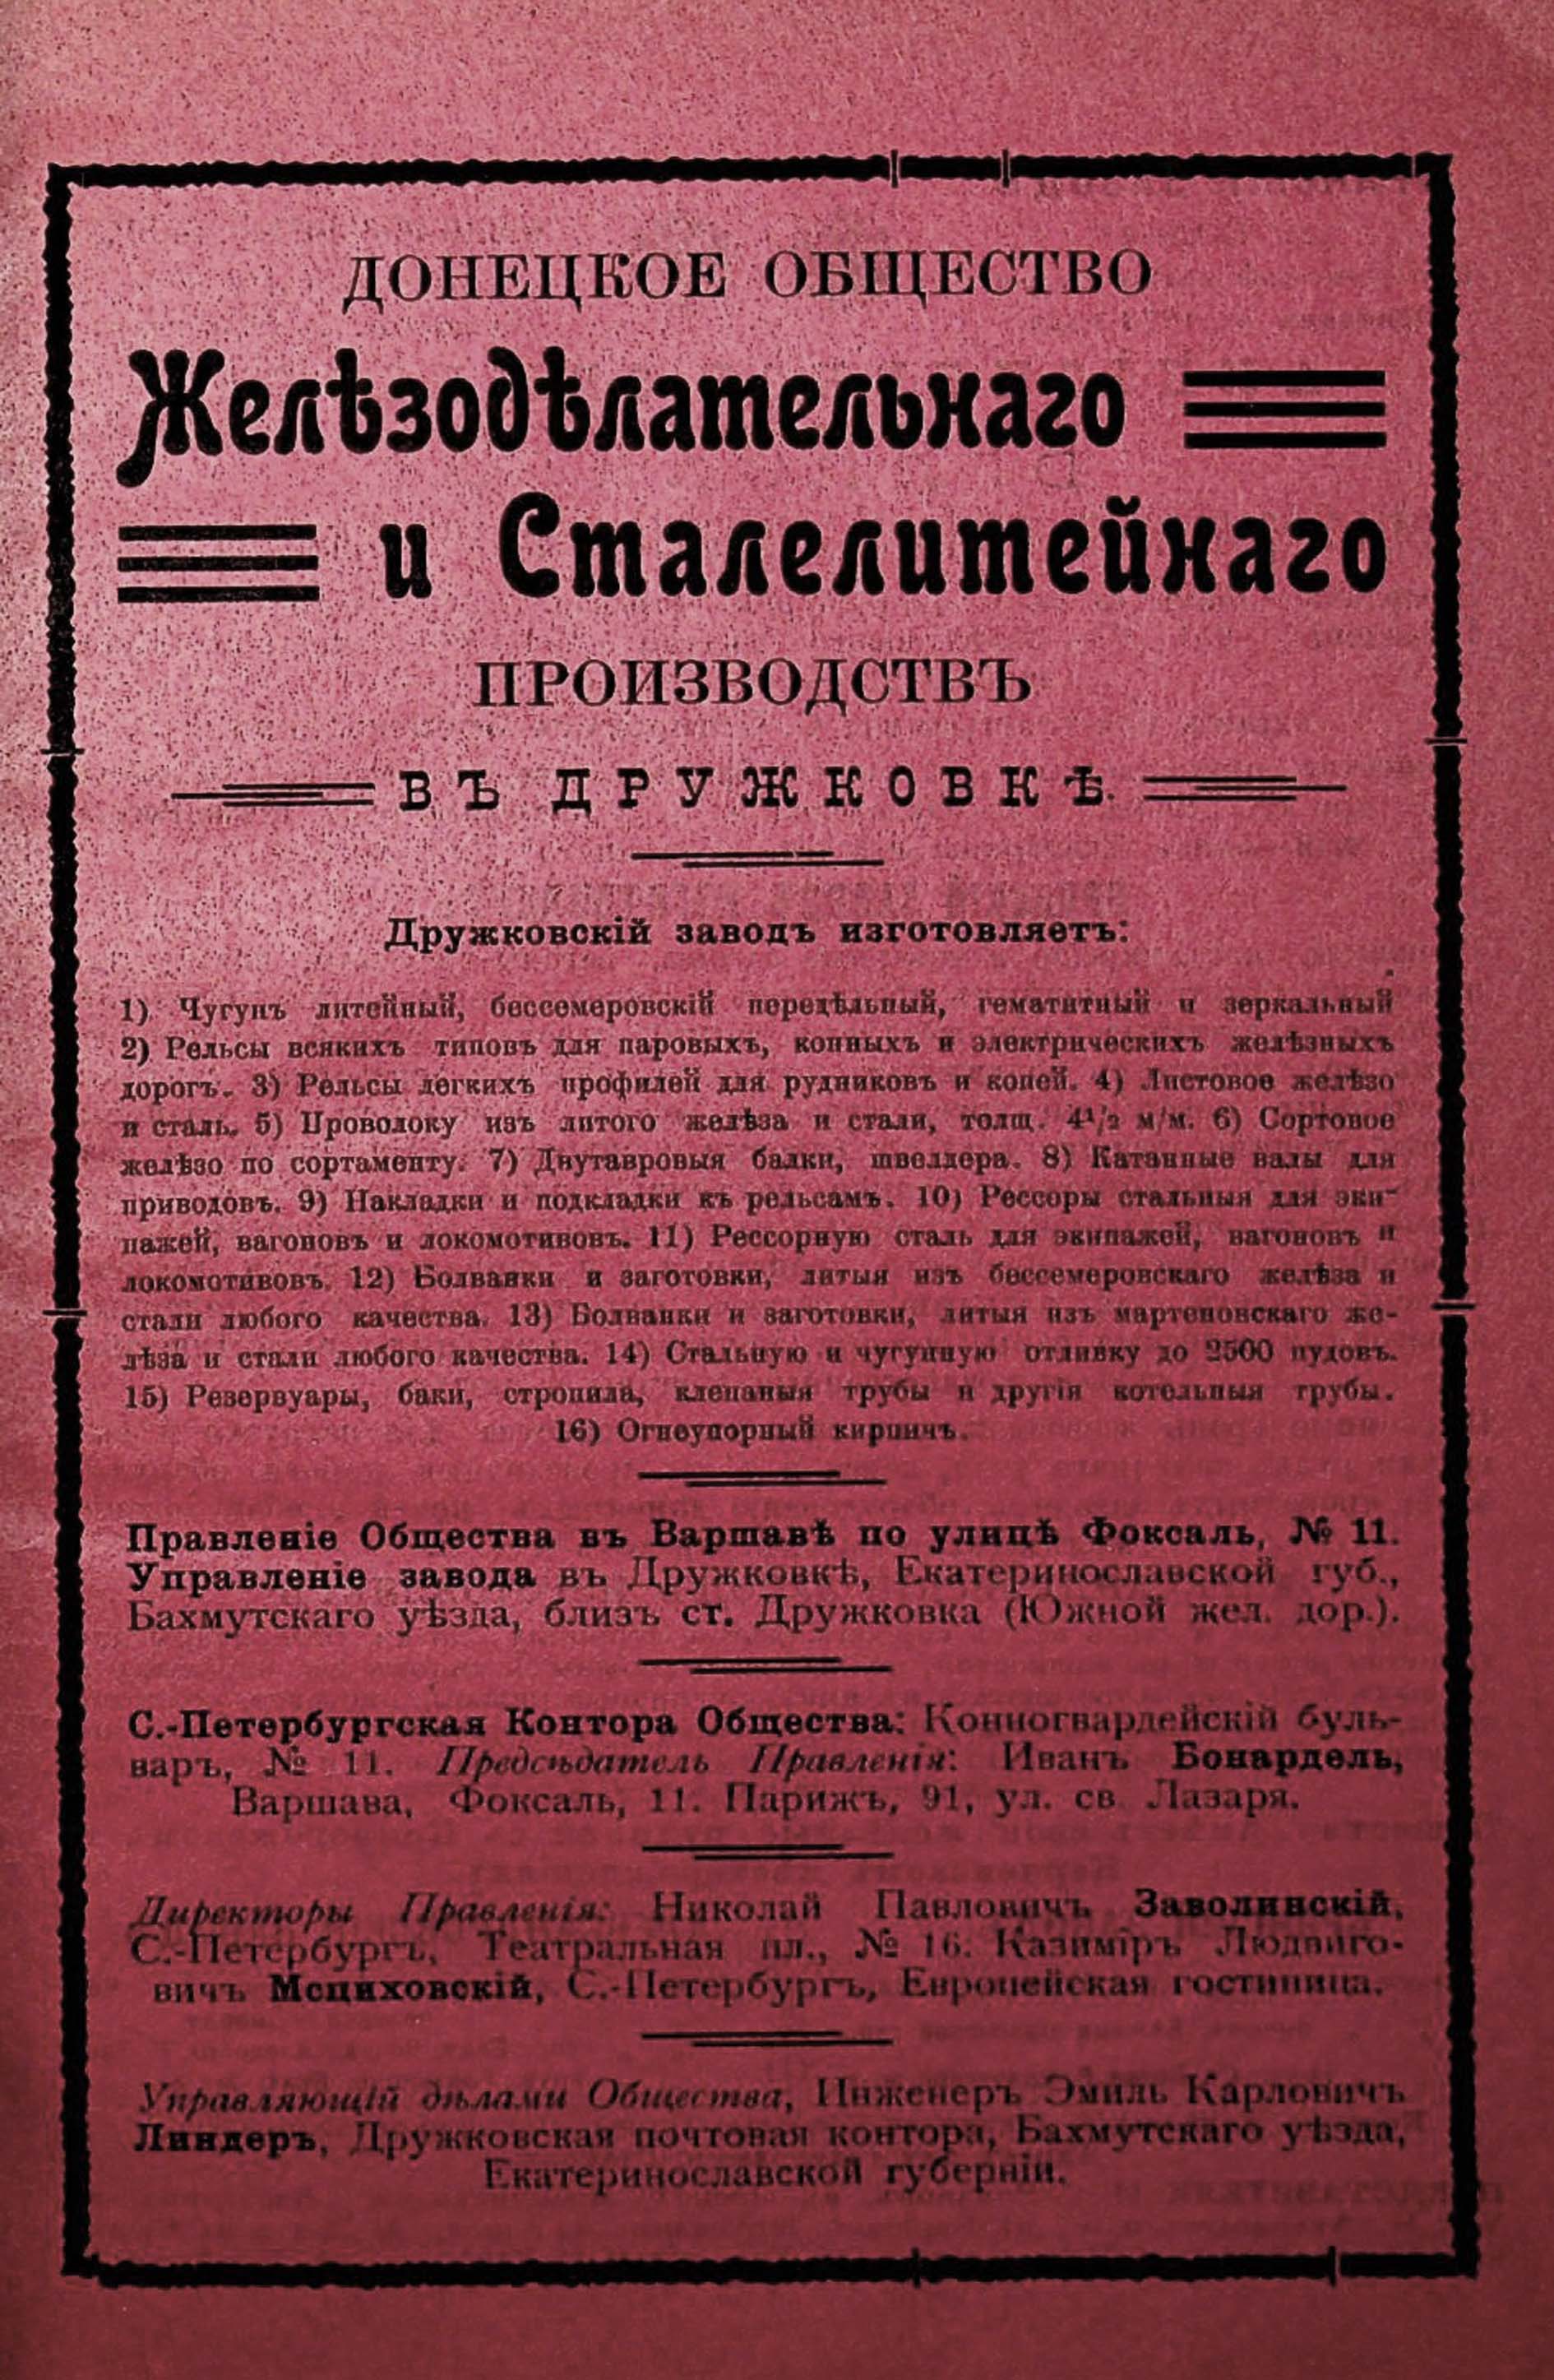 ДОНЕЦКОЕ ОБЩЕСТВО
Желѣзодѣлательнаго
и Сталелитейнаго
ПРОИЗВОДСТВЪ
ВЪ ДРУЖКОВКѢ.
Дружковскій заводъ изготовляетъ:
1) Чугунъ литейный, бессемеровскій передѣльный, гематитный и зеркальный
2) Рельсы всякихъ типовъ для паровыхъ, конныхъ и электрическихъ желѣзныхъ
дорогъ. 3) Рельсы легкихъ профилей для рудниковъ и копей. 4) Листовое желѣзо
и сталь. 5) Проволоку изъ литого желѣза и стали, толщ. 4¹/₂ м/м. 6) Сортовое
желѣзо по сортаменту. 7) Двутавровыя балки, швеллера. 8) Катанные валы для
приводовъ. 9) Накладки и подкладки къ рельсамъ. 10) Рессоры стальныя для эки-
пажей, вагоновъ и локомотивовъ. 11) Рессорную сталь для экипажей, вагоновъ и
локомотивовъ. 12) Болванки и заготовки, литыя изъ бессемеровскаго желѣза и
стали любого качества. 13) Болванки и заготовки, литыя изъ мартеновскаго же-
лѣза и стали любого качества. 14) Стальную и чугунную отливку до 2500 пудовъ.
15) Резервуары, баки, стропила, клепаныя трубы и другія котельныя трубы.
16) Огнеупорный кирпичъ.
Правленіе Общества въ Варшавѣ по улицѣ Фоксаль, № 11.
Управленіе завода въ Дружковкѣ, Екатеринославской губ.,
Бахмутскаго уѣзда, близъ ст. Дружковка (Южной жел. дор.).
С.-Петербургская Контора Общества: Конногвардейскій буль-
варъ, № 11. Предсѣдатель Правленія: Иванъ Бонардель,
Варшава, Фоксаль, 11. Парижъ, 91, ул. св. Лазаря.
Директоры Правленія: Николай Павловичъ Заволинскій,
С.-Петербургъ, Театральная пл., № 16. Казимiръ Людвиго-
вичъ Мсциховскій, С.-Петербургъ, Европейская гостиница.
Управляющій дѣлами Общества, Инженеръ Эмиль Карловичъ
Линдеръ, Дружковская почтовая контора, Бахмутскаго уѣзда,
Екатеринославской губерніи.